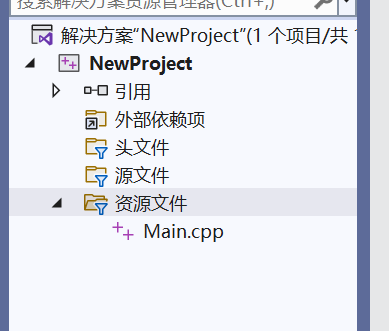 搜索解决方案资源管理器(Ctrl+;)
解决方案"NewProject"(1 个项目/共
NewProject
引用
外部依赖项
头文件
源文件
资源文件
Main.cpp